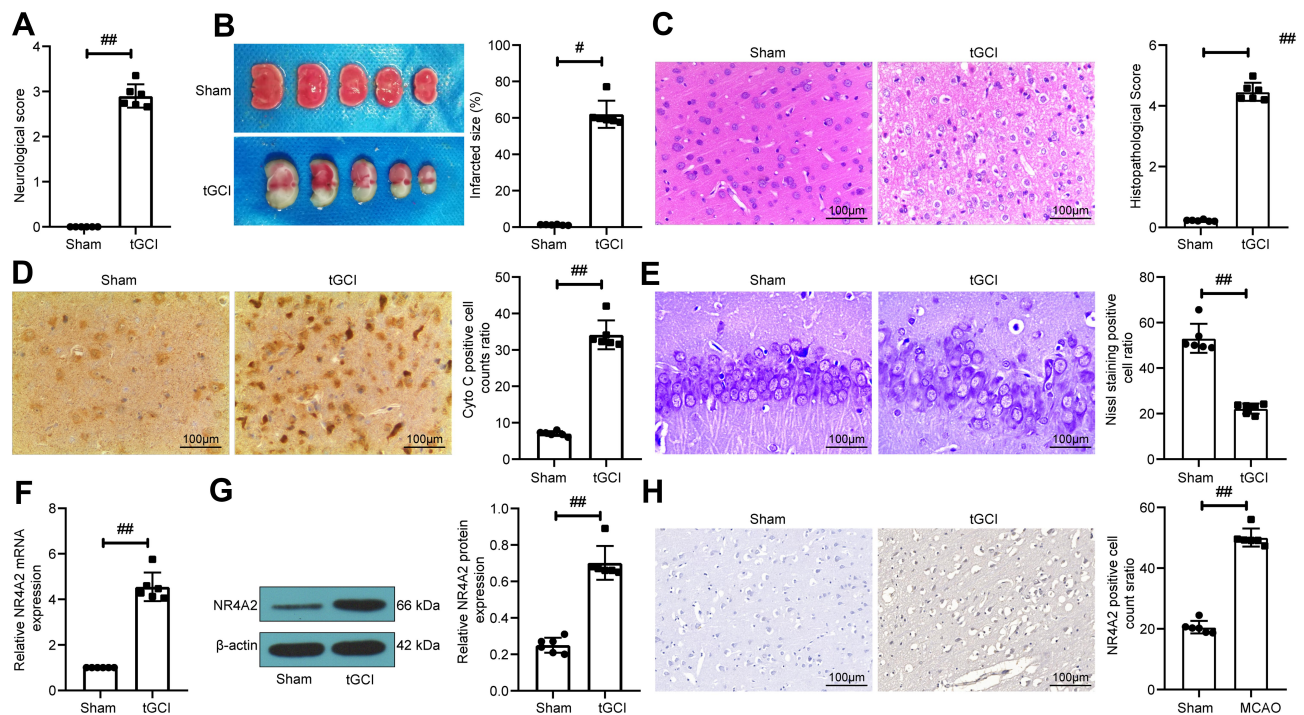 A
##
Neurological score
4
3
2
1
0
Sham
tGCI
B
Sham
tGCI
#
Infarcted size (%)
100
80
60
40
20
0
Sham
tGCI
C
Sham
tGCI
100μm
100μm
##
Histopathological Score
6
4
2
0
Sham
tGCI
D
Sham
tGCI
100μm
100μm
##
Cyto C positive cell
counts ratio
50
40
30
20
10
0
Sham
tGCI
E
Sham
tGCI
100μm
100μm
##
Nissl staining positive
cell ratio
80
60
40
20
0
Sham
tGCI
F
##
Relative NR4A2 mRNA
expression
8
6
4
2
0
Sham
tGCI
G
NR4A2
66 kDa
β-actin
42 kDa
Sham
tGCI
##
Relative NR4A2 protein
expression
1.0
0.8
0.6
0.4
0.2
0.0
Sham
tGCI
H
Sham
tGCI
100μm
100μm
##
NR4A2 positive cell
count sratio
60
40
20
0
Sham
MCAO